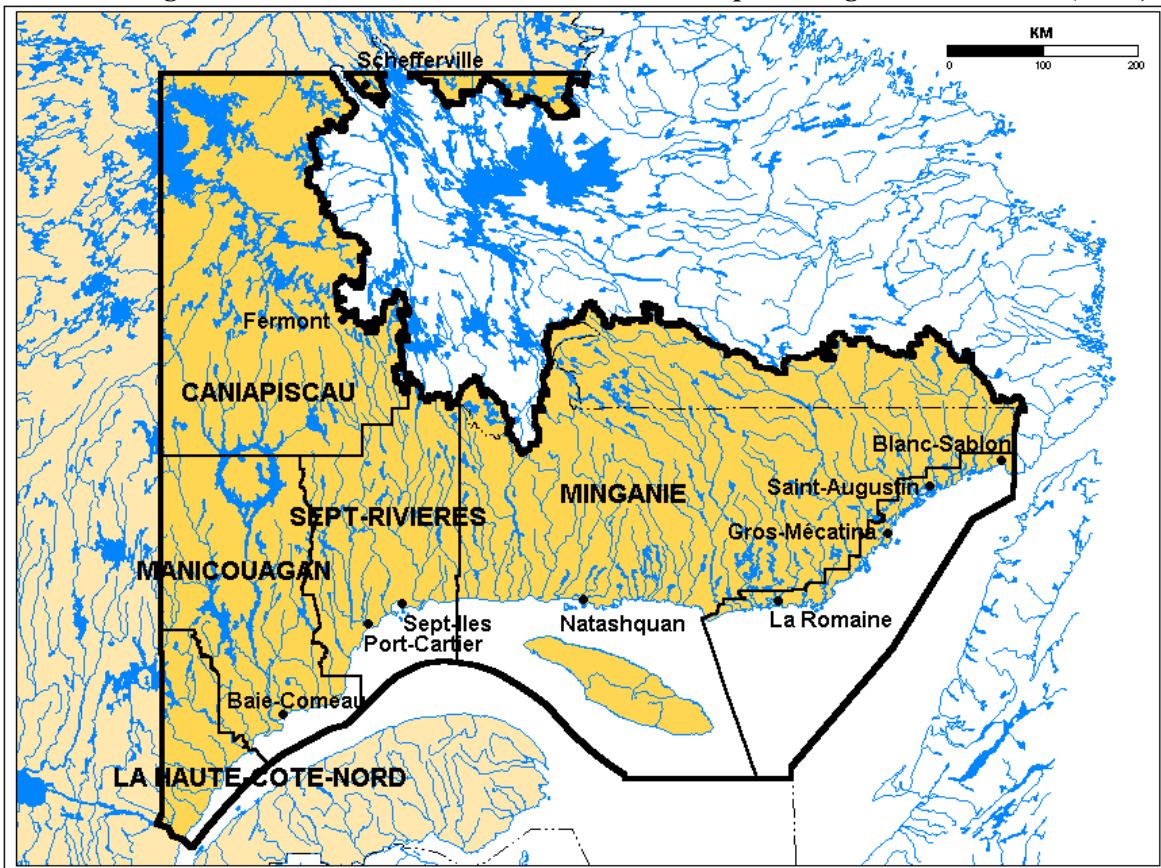 KM
0 100 200
Schefferville
Fermont
CANIAPISCAU
Blanc-Sablon
Saint-Augustin
MINGANIE
SEPT-RIVIERES
Gros-Mécatina
MANICOUAGAN
Sept-Iles
Natashquan
La Romaine
Port-Cartier
Baie-Comeau
LA HAUTE-COTE-NORD